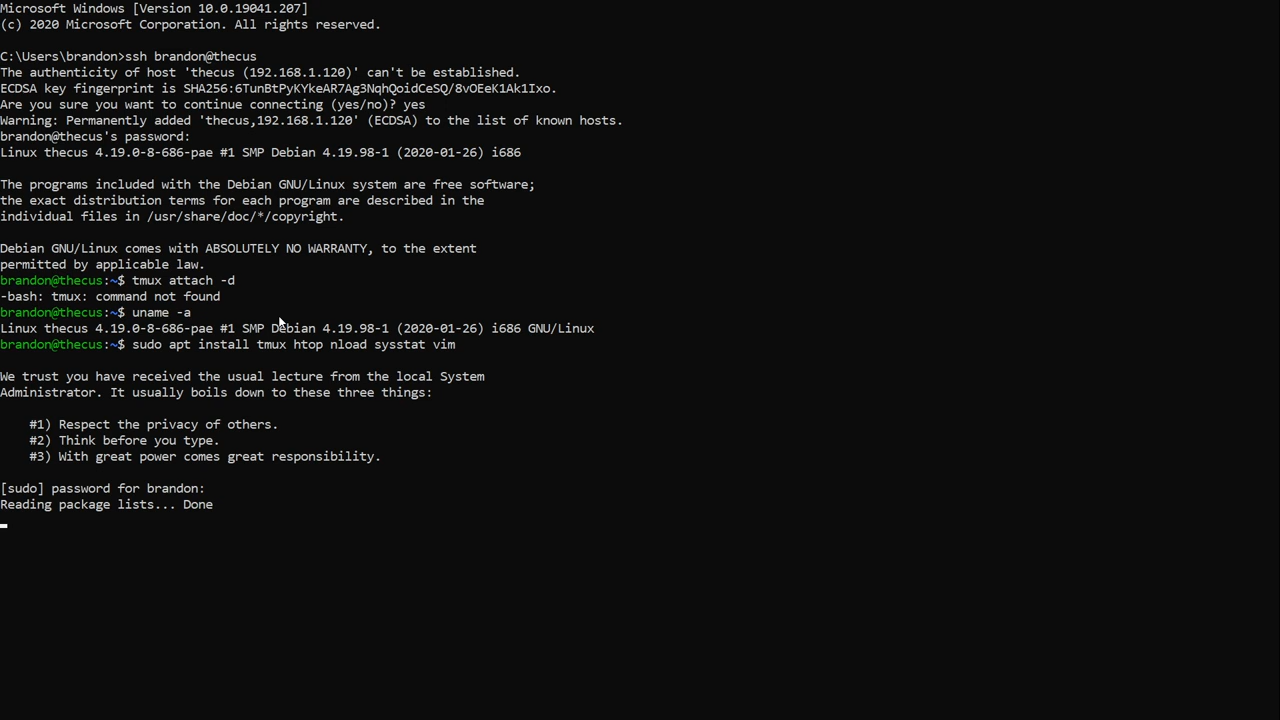 Microsoft Windows [Version 10.0.19041.207]
(c) 2020 Microsoft Corporation. All rights reserved.
C:\Users\brandon>ssh brandon@thecus
The authenticity of host 'thecus (192.168.1.120)' can't be established.
ECDSA key fingerprint is SHA256:6TunBtPyKYkeAR7Ag3NqhQoidCeSQ/8vOEeK1Ak1Ixo.
Are you sure you want to continue connecting (yes/no)? yes
Warning: Permanently added 'thecus,192.168.1.120' (ECDSA) to the list of known hosts.
brandon@thecus's password:
Linux thecus 4.19.0-8-686-pae #1 SMP Debian 4.19.98-1 (2020-01-26) i686
The programs included with the Debian GNU/Linux system are free software;
the exact distribution terms for each program are described in the
individual files in /usr/share/doc/*/copyright.
Debian GNU/Linux comes with ABSOLUTELY NO WARRANTY, to the extent
permitted by applicable law.
brandon@thecus:~$ tmux attach -d
-bash: tmux: command not found
brandon@thecus:~$ uname -a
Linux thecus 4.19.0-8-686-pae #1 SMP Debian 4.19.98-1 (2020-01-26) i686 GNU/Linux
brandon@thecus:~$ sudo apt install tmux htop nload sysstat vim
We trust you have received the usual lecture from the local System
Administrator. It usually boils down to these three things:
#1) Respect the privacy of others.
#2) Think before you type.
#3) With great power comes great responsibility.
[sudo] password for brandon:
Reading package lists... Done